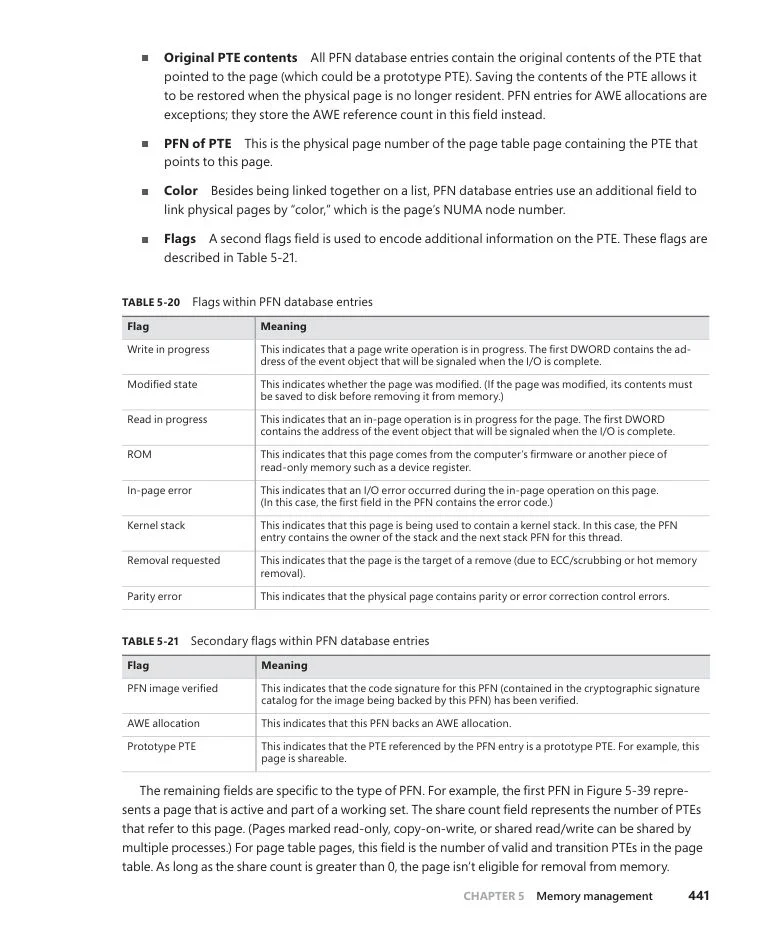 ■ Original PTE contents All PFN database entries contain the original contents of the PTE that
pointed to the page (which could be a prototype PTE). Saving the contents of the PTE allows it
to be restored when the physical page is no longer resident. PFN entries for AWE allocations are
exceptions; they store the AWE reference count in this field instead.
■ PFN of PTE This is the physical page number of the page table page containing the PTE that
points to this page.
■ Color Besides being linked together on a list, PFN database entries use an additional field to
link physical pages by “color,” which is the page’s NUMA node number.
■ Flags A second flags field is used to encode additional information on the PTE. These flags are
described in Table 5-21.
TABLE 5-20 Flags within PFN database entries
Flag Meaning
Write in progress This indicates that a page write operation is in progress. The first DWORD contains the ad-
dress of the event object that will be signaled when the I/O is complete.
Modified state This indicates whether the page was modified. (If the page was modified, its contents must
be saved to disk before removing it from memory.)
Read in progress This indicates that an in-page operation is in progress for the page. The first DWORD
contains the address of the event object that will be signaled when the I/O is complete.
ROM This indicates that this page comes from the computer’s firmware or another piece of
read-only memory such as a device register.
In-page error This indicates that an I/O error occurred during the in-page operation on this page.
(In this case, the first field in the PFN contains the error code.)
Kernel stack This indicates that this page is being used to contain a kernel stack. In this case, the PFN
entry contains the owner of the stack and the next stack PFN for this thread.
Removal requested This indicates that the page is the target of a remove (due to ECC/scrubbing or hot memory
removal).
Parity error This indicates that the physical page contains parity or error correction control errors.
TABLE 5-21 Secondary flags within PFN database entries
Flag Meaning
PFN image verified This indicates that the code signature for this PFN (contained in the cryptographic signature
catalog for the image being backed by this PFN) has been verified.
AWE allocation This indicates that this PFN backs an AWE allocation.
Prototype PTE This indicates that the PTE referenced by the PFN entry is a prototype PTE. For example, this
page is shareable.
The remaining fields are specific to the type of PFN. For example, the first PFN in Figure 5-39 repre-
sents a page that is active and part of a working set. The share count field represents the number of PTEs
that refer to this page. (Pages marked read-only, copy-on-write, or shared read/write can be shared by
multiple processes.) For page table pages, this field is the number of valid and transition PTEs in the page
table. As long as the share count is greater than 0, the page isn’t eligible for removal from memory.
CHAPTER 5 Memory management 441